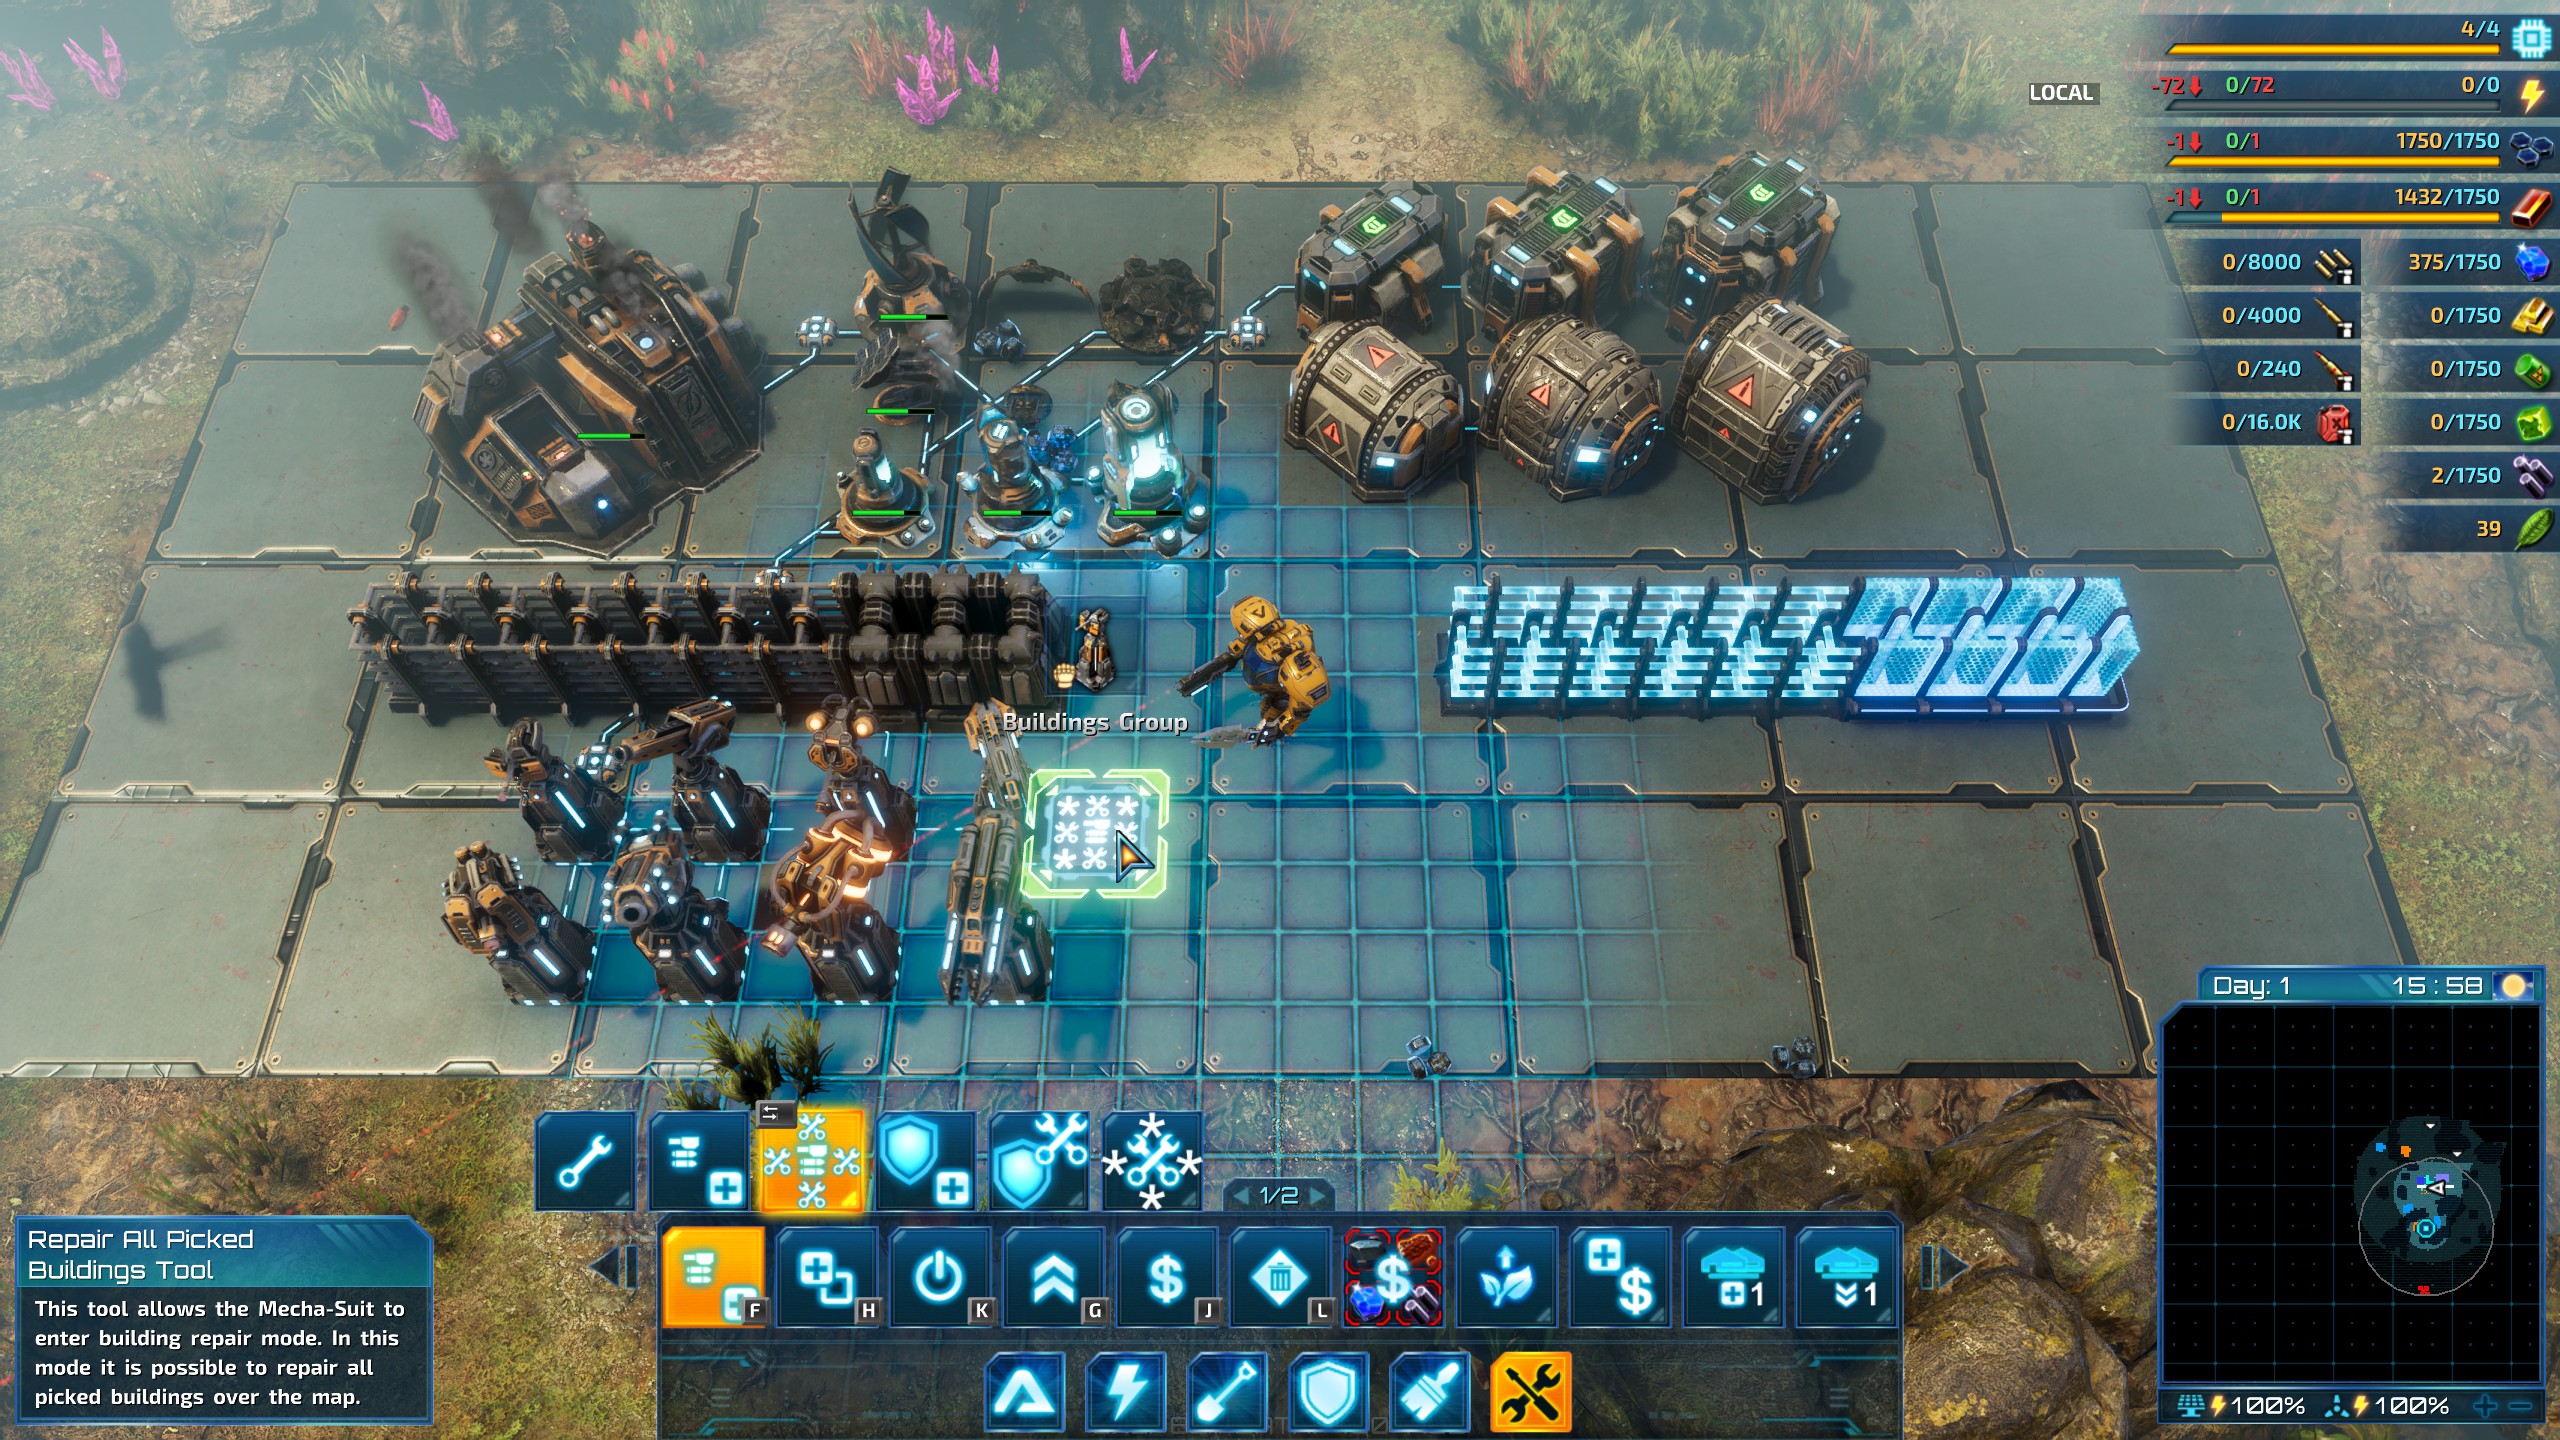 4/4
LOCAL
-72 0/72 0/0
-1 0/1 1750/1750
-1 0/1 1432/1750
0/8000 375/1750
0/4000 0/1750
0/240 0/1750
0/16.0K 0/1750
2/1750
39
Buildings Group
Day: 1 15:58
1/2
Repair All Picked
Buildings Tool
This tool allows the Mecha-Suit to
enter building repair mode. In this
mode it is possible to repair all
picked buildings over the map.
F H K G $ J L $ $ 1 1
100% 100%